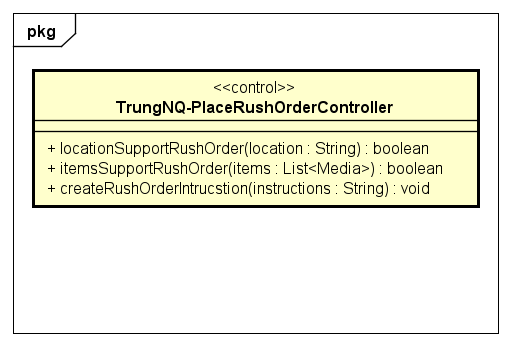 pkg
<<control>>
TrungNQ-PlaceRushOrderController
+ locationSupportRushOrder(location : String) : boolean
+ itemsSupportRushOrder(items : List<Media>) : boolean
+ createRushOrderIntrucstion(instructions : String) : void